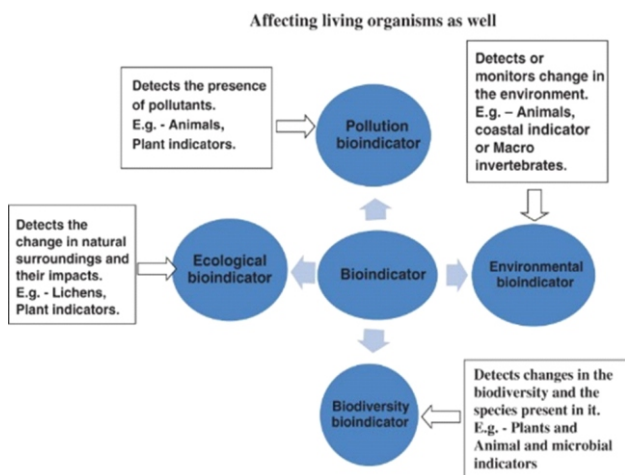 Affecting living organisms as well
Detects the presence
of pollutants.
E.g. - Animals,
Plant indicators.
Pollution
bioindicator
Detects or
monitors change in
the environment.
E.g. – Animals,
coastal indicator
or Macro
invertebrates.
Detects the
change in natural
surroundings and
their impacts.
E.g. - Lichens,
Plant indicators.
Ecological
bioindicator
Bioindicator
Environmental
bioindicator
Biodiversity
bioindicator
Detects changes in the
biodiversity and the
species present in it.
E.g. - Plants and
Animal and microbial
indicators